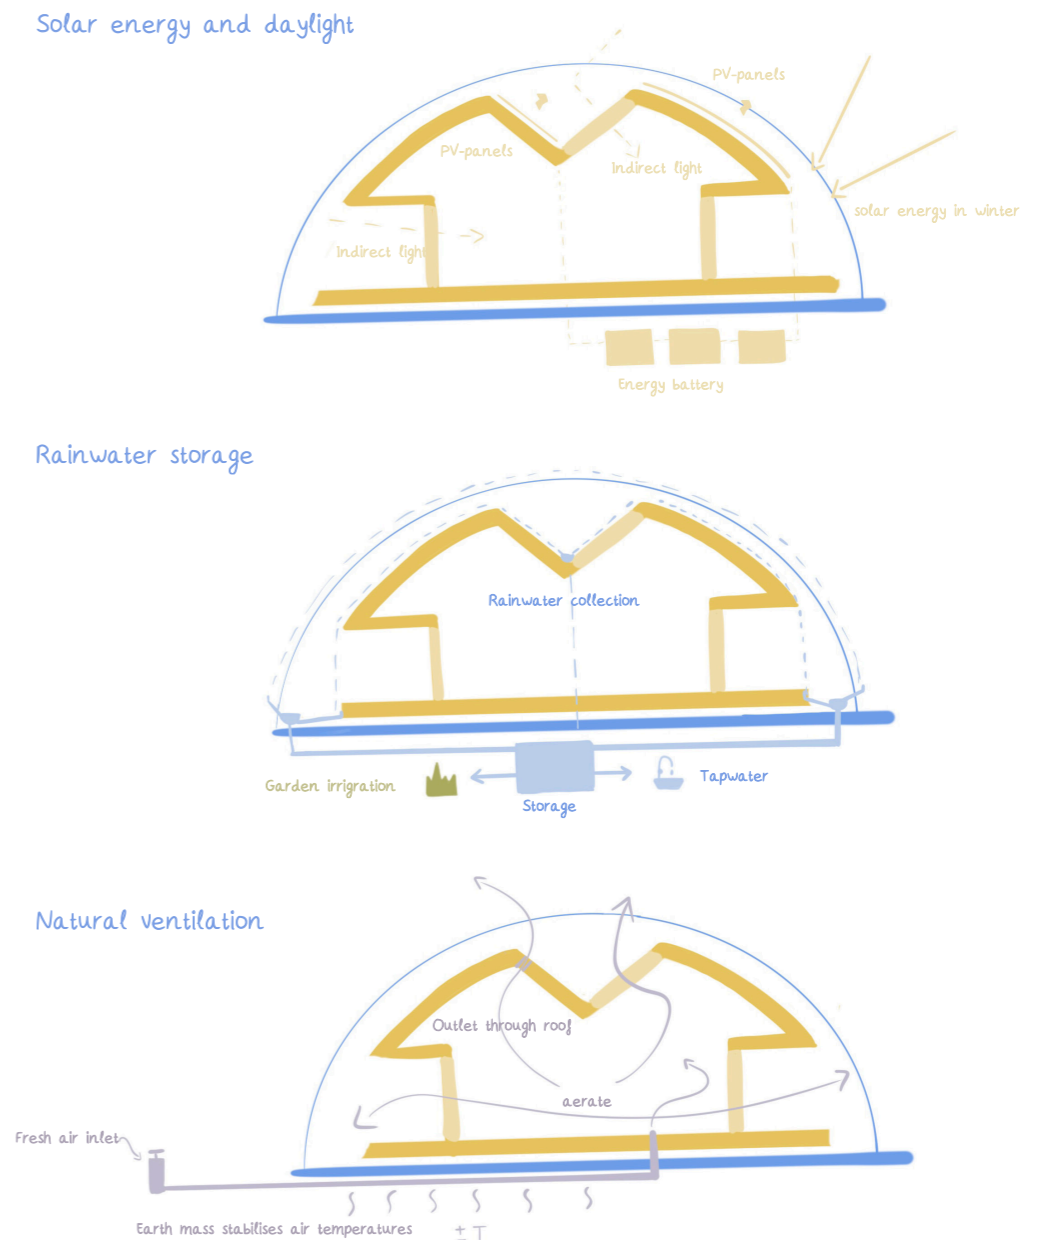 Solar energy and daylight
PV-panels
PV-panels
Indirect light
solar energy in winter
Indirect light
Energy battery
Rainwater storage
Rainwater collection
Garden irrigration
Tapwater
Storage
Natural ventilation
Outlet through roof
aerate
Fresh air inlet
Earth mass stabilises air temperatures
± T